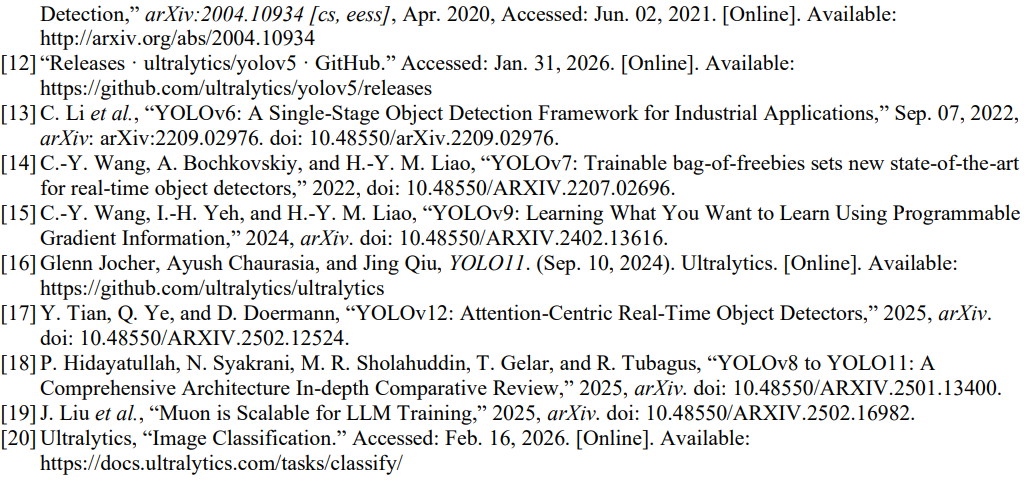 Detection,” arXiv:2004.10934 [cs, eess], Apr. 2020, Accessed: Jun. 02, 2021. [Online]. Available:
http://arxiv.org/abs/2004.10934
[12] “Releases · ultralytics/yolov5 · GitHub.” Accessed: Jan. 31, 2026. [Online]. Available:
https://github.com/ultralytics/yolov5/releases
[13] C. Li et al., “YOLOv6: A Single-Stage Object Detection Framework for Industrial Applications,” Sep. 07, 2022,
arXiv: arXiv:2209.02976. doi: 10.48550/arXiv.2209.02976.
[14] C.-Y. Wang, A. Bochkovskiy, and H.-Y. M. Liao, “YOLOv7: Trainable bag-of-freebies sets new state-of-the-art
for real-time object detectors,” 2022, doi: 10.48550/ARXIV.2207.02696.
[15] C.-Y. Wang, I.-H. Yeh, and H.-Y. M. Liao, “YOLOv9: Learning What You Want to Learn Using Programmable
Gradient Information,” 2024, arXiv. doi: 10.48550/ARXIV.2402.13616.
[16] Glenn Jocher, Ayush Chaurasia, and Jing Qiu, YOLO11. (Sep. 10, 2024). Ultralytics. [Online]. Available:
https://github.com/ultralytics/ultralytics
[17] Y. Tian, Q. Ye, and D. Doermann, “YOLOv12: Attention-Centric Real-Time Object Detectors,” 2025, arXiv.
doi: 10.48550/ARXIV.2502.12524.
[18] P. Hidayatullah, N. Syakrani, M. R. Sholahuddin, T. Gelar, and R. Tubagus, “YOLOv8 to YOLO11: A
Comprehensive Architecture In-depth Comparative Review,” 2025, arXiv. doi: 10.48550/ARXIV.2501.13400.
[19] J. Liu et al., “Muon is Scalable for LLM Training,” 2025, arXiv. doi: 10.48550/ARXIV.2502.16982.
[20] Ultralytics, “Image Classification.” Accessed: Feb. 16, 2026. [Online]. Available:
https://docs.ultralytics.com/tasks/classify/